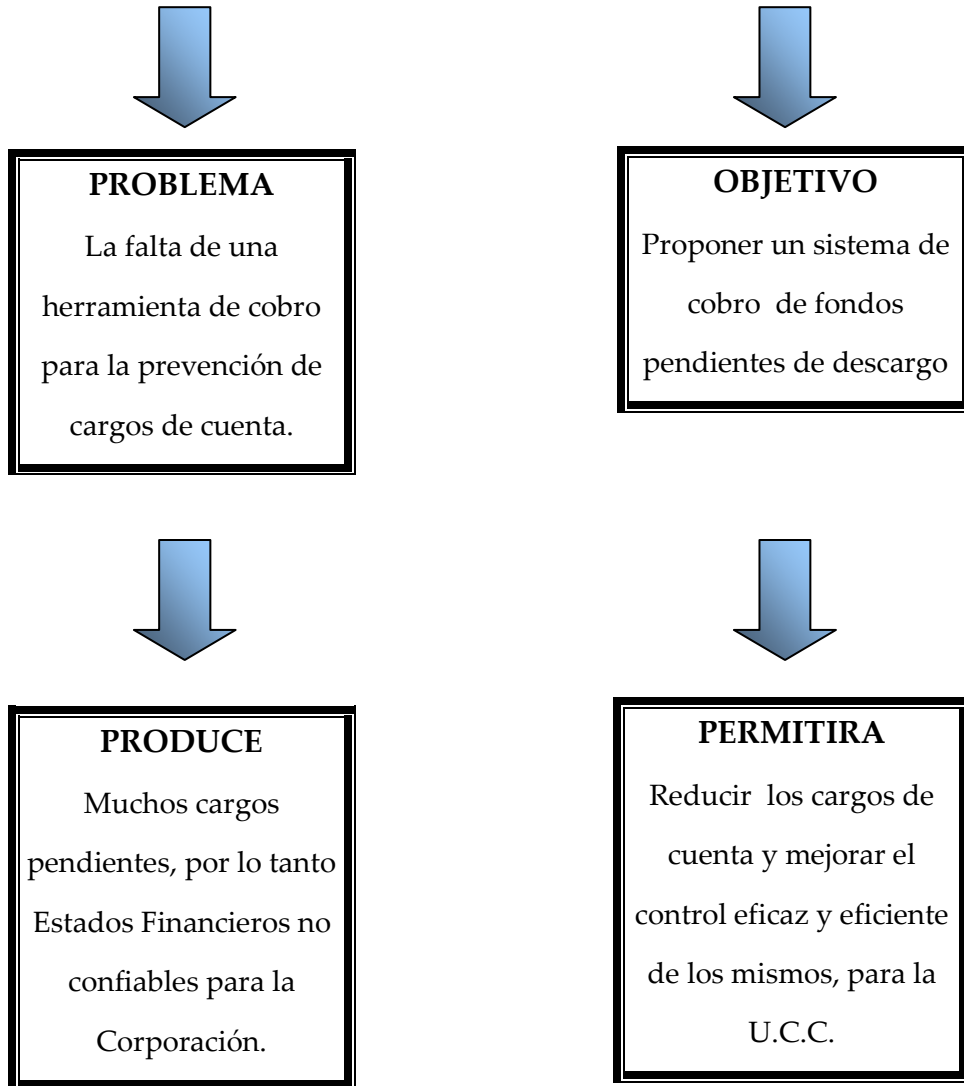 PROBLEMA
La falta de una
herramienta de cobro
para la prevención de
cargos de cuenta.
OBJETIVO
Proponer un sistema de
cobro de fondos
pendientes de descargo
PRODUCE
Muchos cargos
pendientes, por lo tanto
Estados Financieros no
confiables para la
Corporación.
PERMITIRA
Reducir los cargos de
cuenta y mejorar el
control eficaz y eficiente
de los mismos, para la
U.C.C.